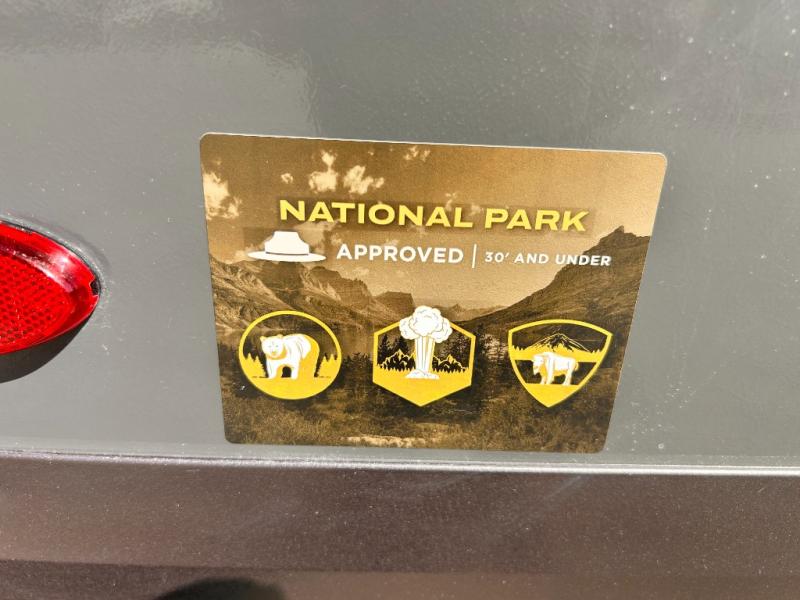 NATIONAL PARK
APPROVED | 30' AND UNDER